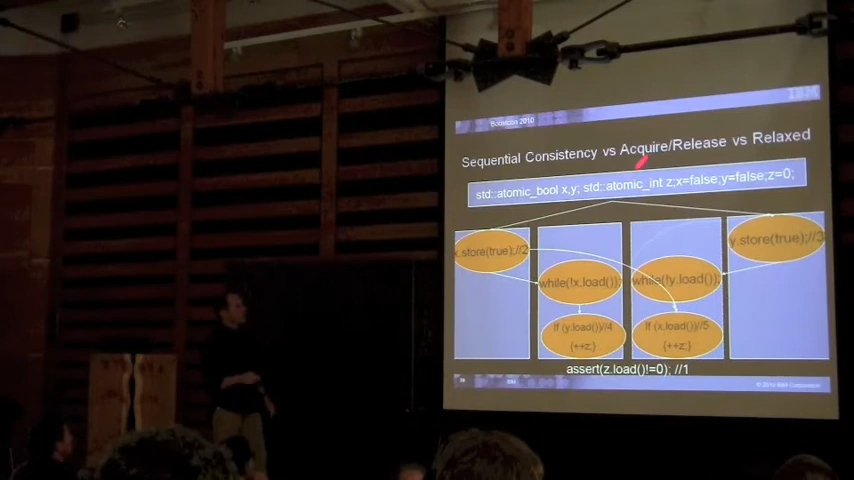 IBM
Boostcon 2010
Sequential Consistency vs Acquire/Release vs Relaxed
std::atomic_bool x,y; std::atomic_int z;x=false;y=false;z=0;
x.store(true);//2
y.store(true);//3
while(!x.load());
while(!y.load());
If (y.load())//4
{++z;}
If (x.load())//5
{++z;}
assert(z.load()!=0); //1